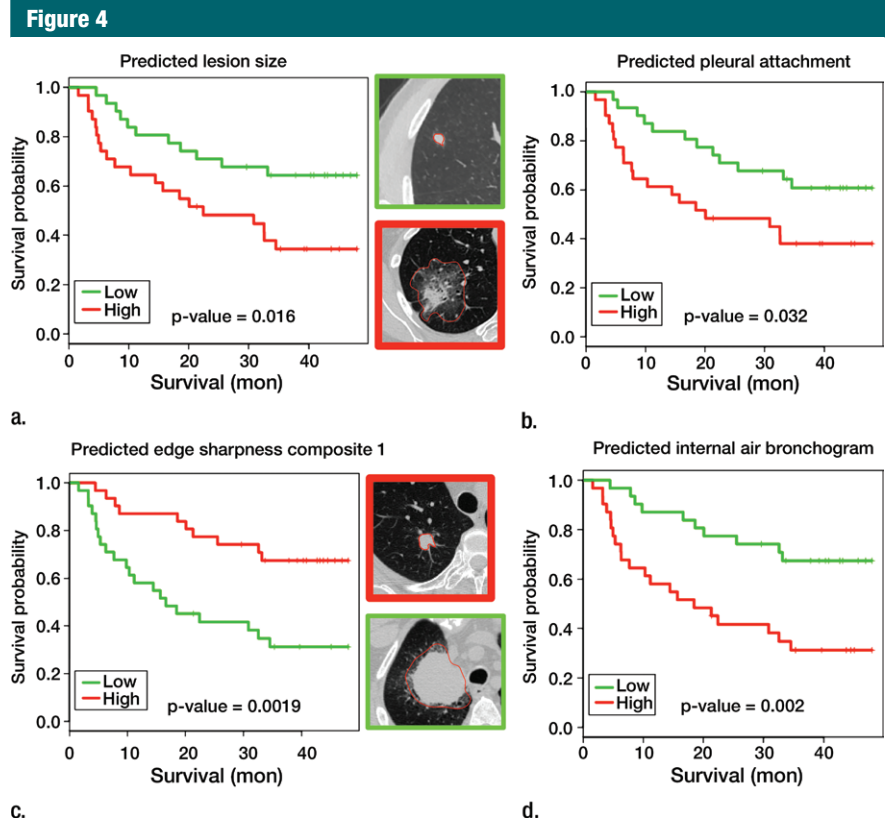 Figure 4
Predicted lesion size
Survival probability
1.0
0.8
0.6
0.4
0.2
0.0
Low
High
p-value = 0.016
0 10 20 30 40
Survival (mon)
a.
Predicted pleural attachment
Survival probability
1.0
0.8
0.6
0.4
0.2
0.0
Low
High
p-value = 0.032
0 10 20 30 40
Survival (mon)
b.
Predicted edge sharpness composite 1
Survival probability
1.0
0.8
0.6
0.4
0.2
0.0
Low
High
p-value = 0.0019
0 10 20 30 40
Survival (mon)
c.
Predicted internal air bronchogram
Survival probability
1.0
0.8
0.6
0.4
0.2
0.0
Low
High
p-value = 0.002
0 10 20 30 40
Survival (mon)
d.